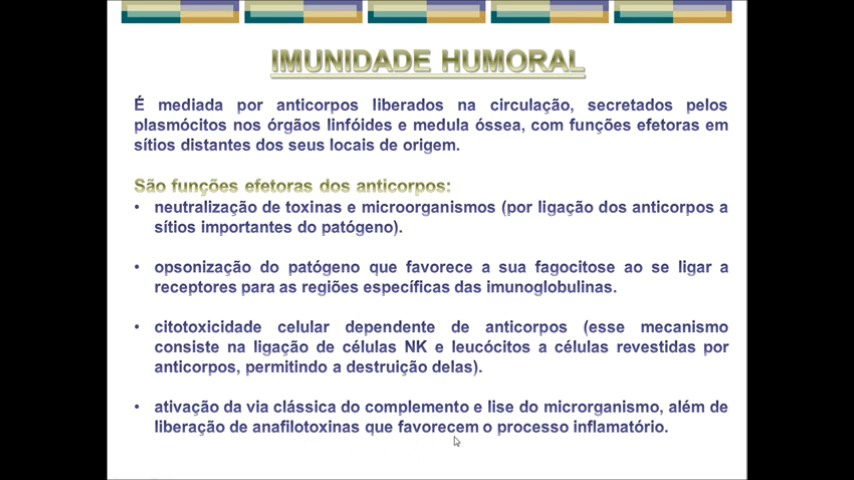 IMUNIDADE HUMORAL
É mediada por anticorpos liberados na circulação, secretados pelos
plasmócitos nos órgãos linfóides e medula óssea, com funções efetoras em
sítios distantes dos seus locais de origem.
São funções efetoras dos anticorpos:
• neutralização de toxinas e microorganismos (por ligação dos anticorpos a
sítios importantes do patógeno).
• opsonização do patógeno que favorece a sua fagocitose ao se ligar a
receptores para as regiões específicas das imunoglobulinas.
• citotoxicidade celular dependente de anticorpos (esse mecanismo
consiste na ligação de células NK e leucócitos a células revestidas por
anticorpos, permitindo a destruição delas).
• ativação da via clássica do complemento e lise do microrganismo, além de
liberação de anafilotoxinas que favorecem o processo inflamatório.